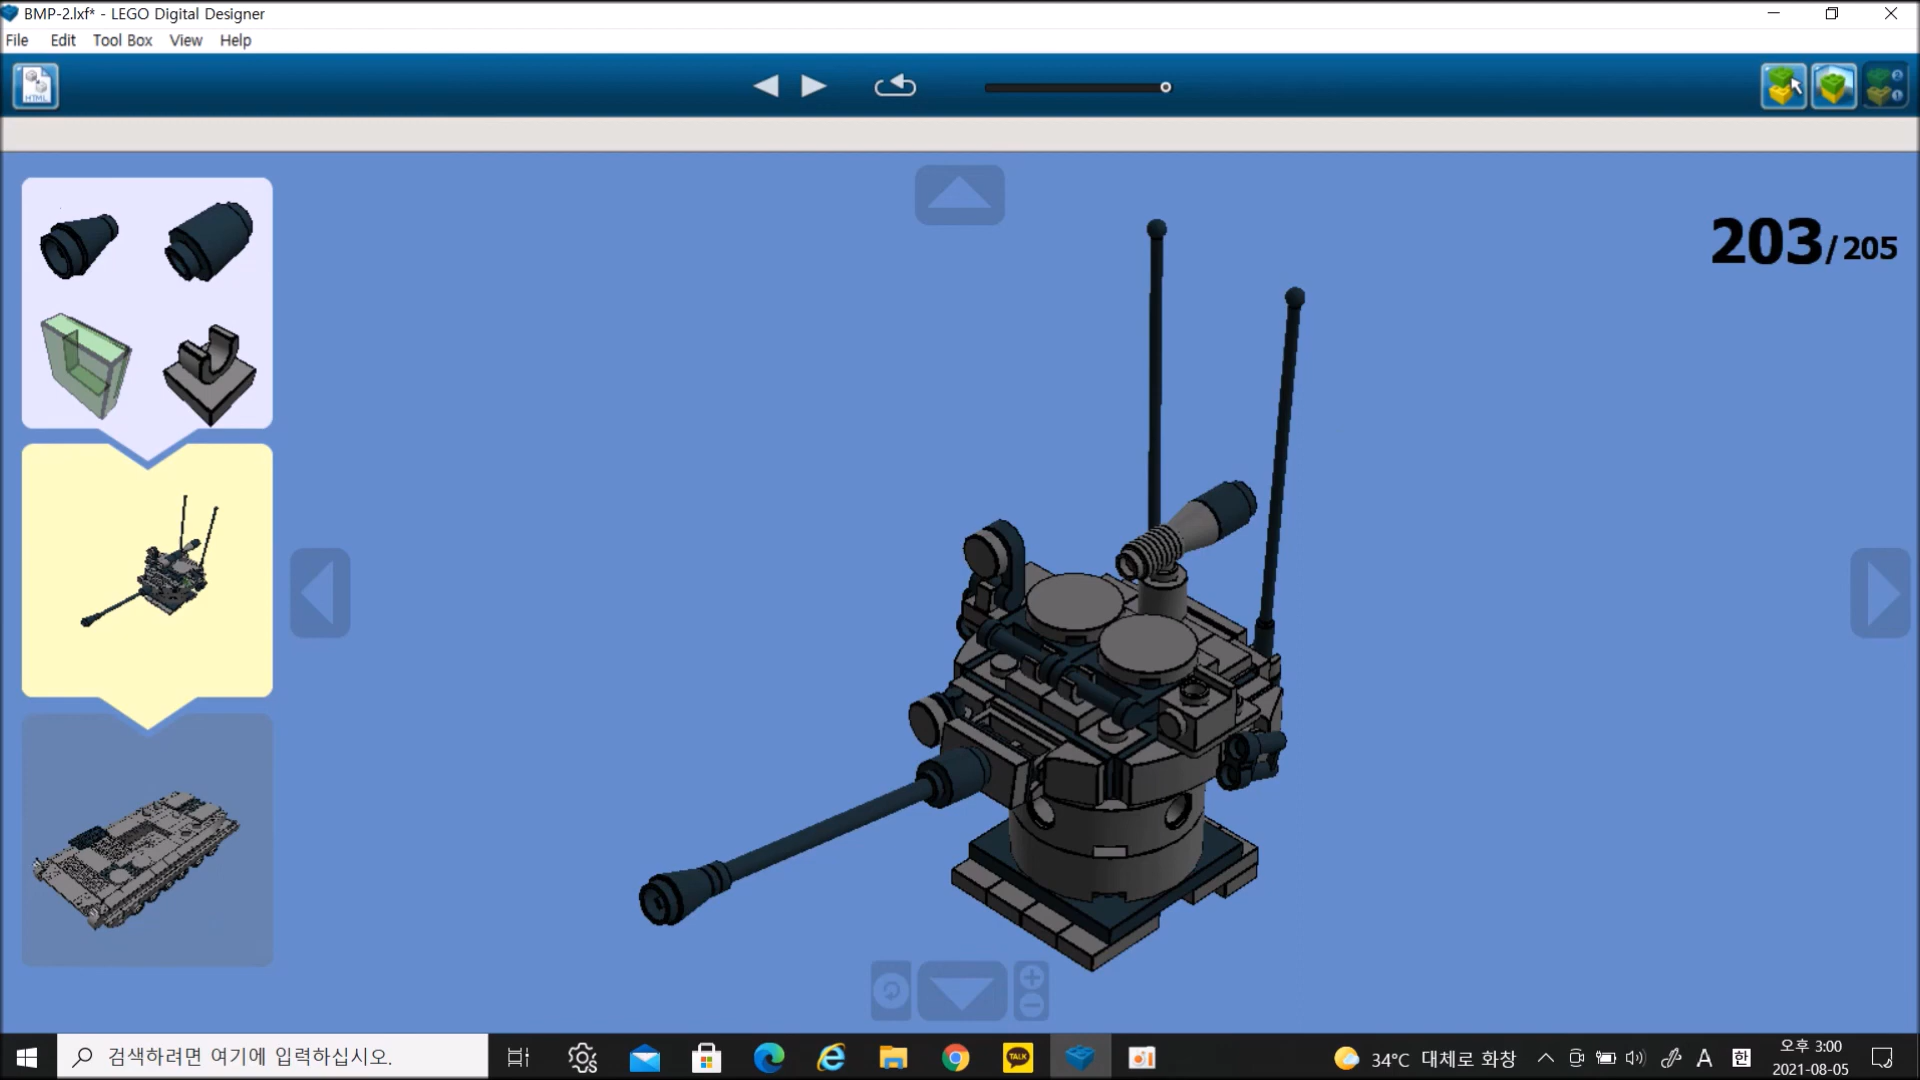 BMP-2.lxf* - LEGO Digital Designer
File Edit Tool Box View Help
HTML
203/205
검색하려면 여기에 입력하십시오.
TALK
34°C 대체로 화창
A 한
오후 3:00
2021-08-05